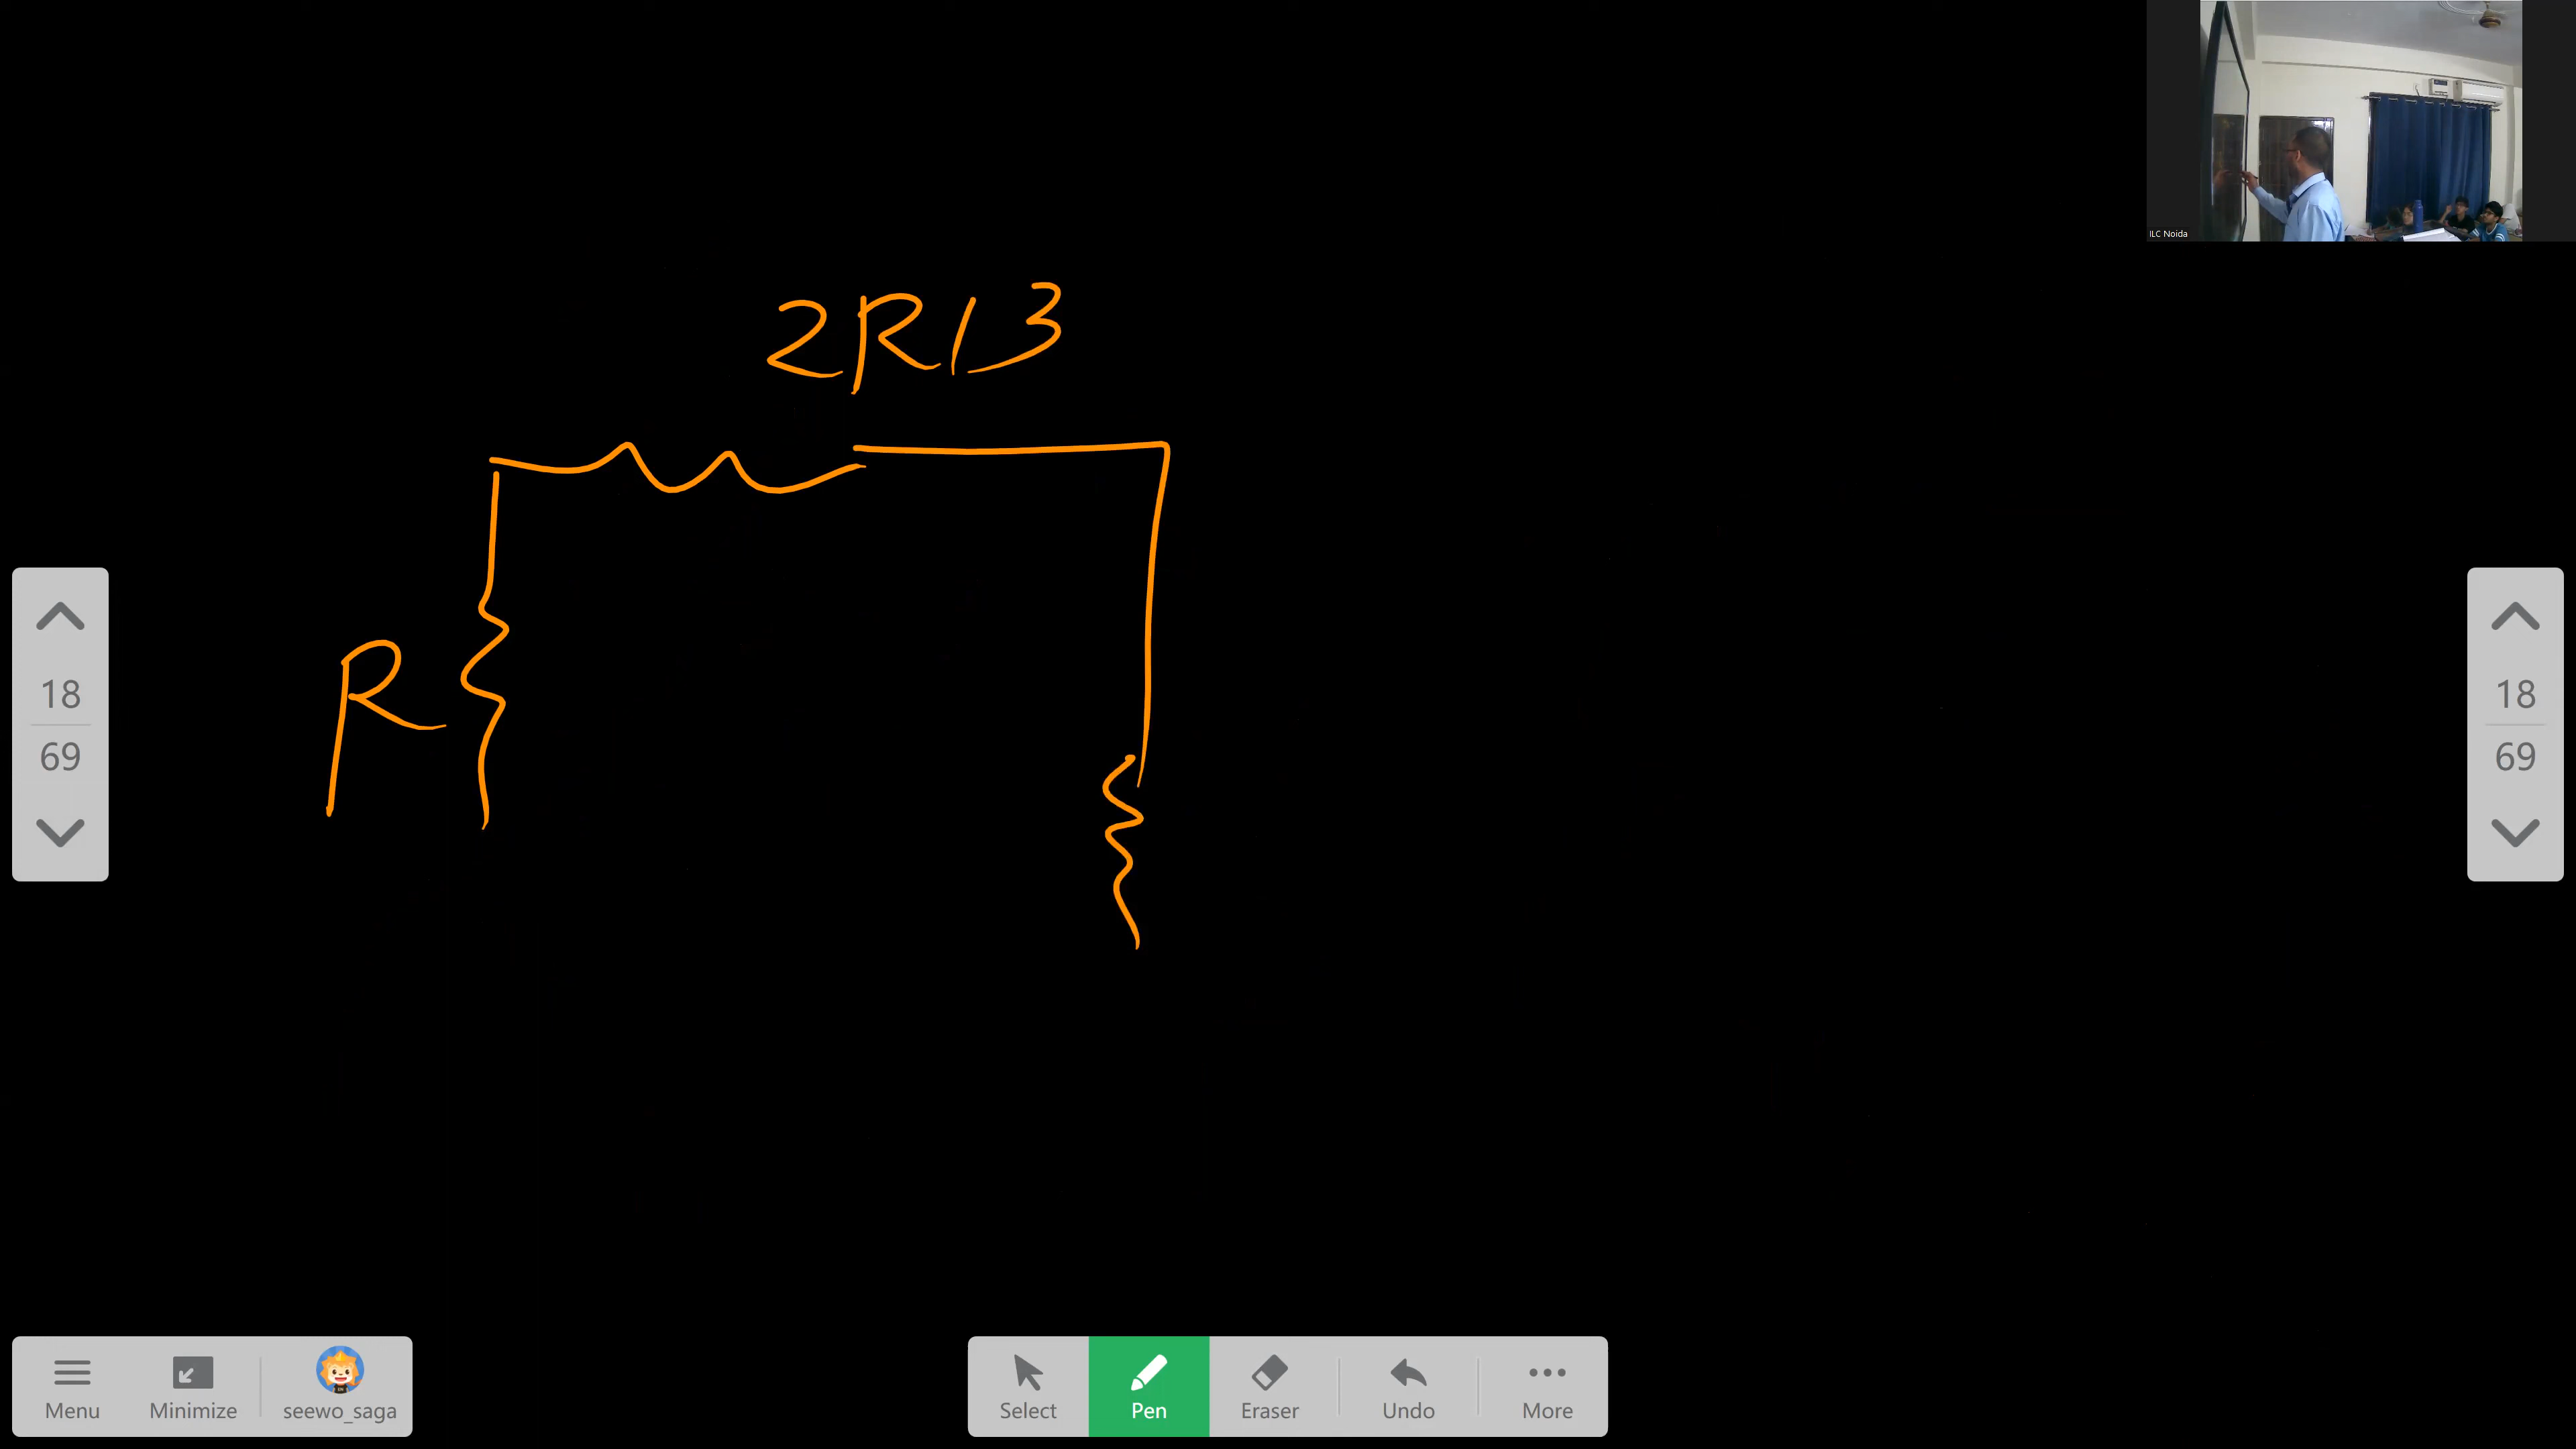 ILC Noida
2R/3
R
18
69
18
69
Menu
Minimize
seewo_saga
Select
Pen
Eraser
Undo
More